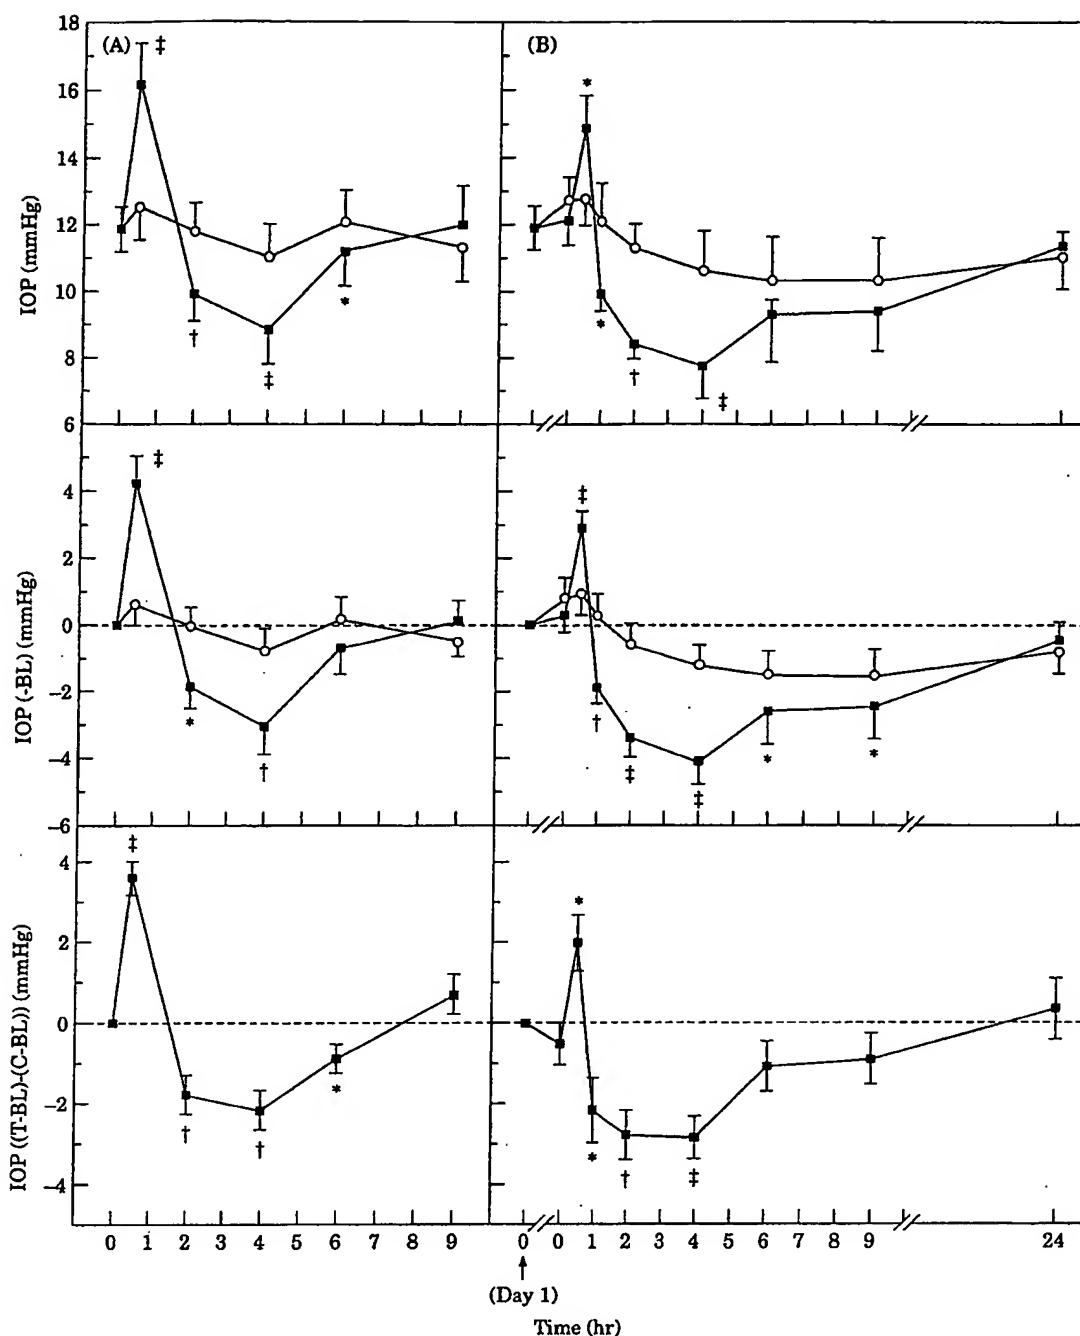 (A) ‡ (B)
*
18
16
14
12
10
8
6
IOP (mmHg)
† ‡ *
* † ‡
‡ ‡
4
2
0
-2
-4
-6
IOP (-BL) (mmHg)
* †
† ‡ ‡ * *
‡ *
4
2
0
-2
-4
IOP ((T-BL)-(C-BL)) (mmHg)
† † *
* † ‡
0 1 2 3 4 5 6 7 8 9 0 0 1 2 3 4 5 6 7 8 9 24
(Day 1)
Time (hr)